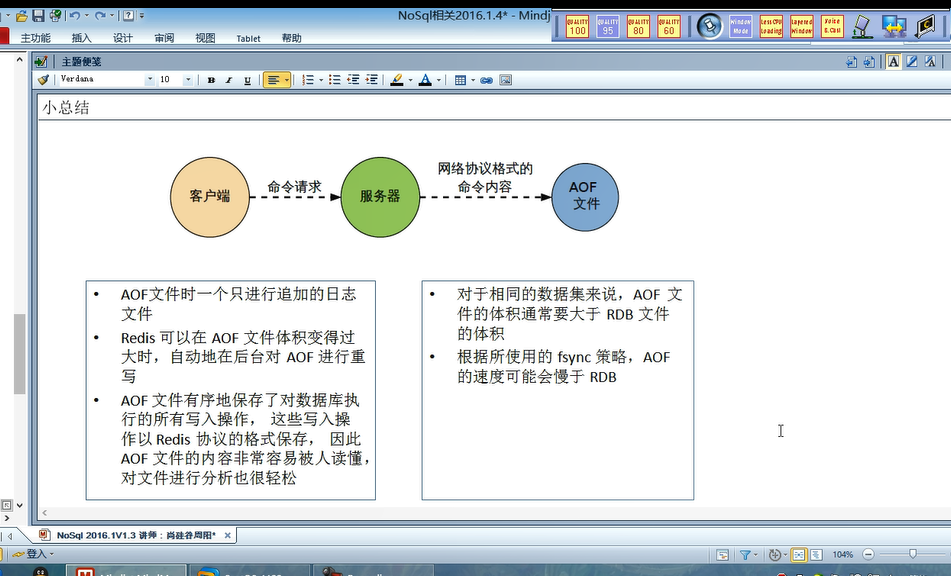 NoSql相关2016.1.4* - Mindj
QUALITY 100
QUALITY 95
QUALITY 80
QUALITY 60
Window Mode
LessCPU Loading
Layered Window
Voice & Call
主功能 插入 设计 审阅 视图 Tablet 帮助
主题便笺
Verdana 10 B I U
小总结
客户端
命令请求
服务器
网络协议格式的
命令内容
AOF
文件
• AOF文件时一个只进行追加的日志
文件
• Redis 可以在 AOF 文件体积变得过
大时，自动地在后台对 AOF 进行重
写
• AOF 文件有序地保存了对数据库执
行的所有写入操作， 这些写入操
作以 Redis 协议的格式保存， 因此
AOF 文件的内容非常容易被人读懂，
对文件进行分析也很轻松
• 对于相同的数据集来说，AOF 文
件的体积通常要大于 RDB 文件
的体积
• 根据所使用的 fsync 策略，AOF
的速度可能会慢于 RDB
NoSql 2016.1V1.3 讲师：尚硅谷周阳*
登入
104%